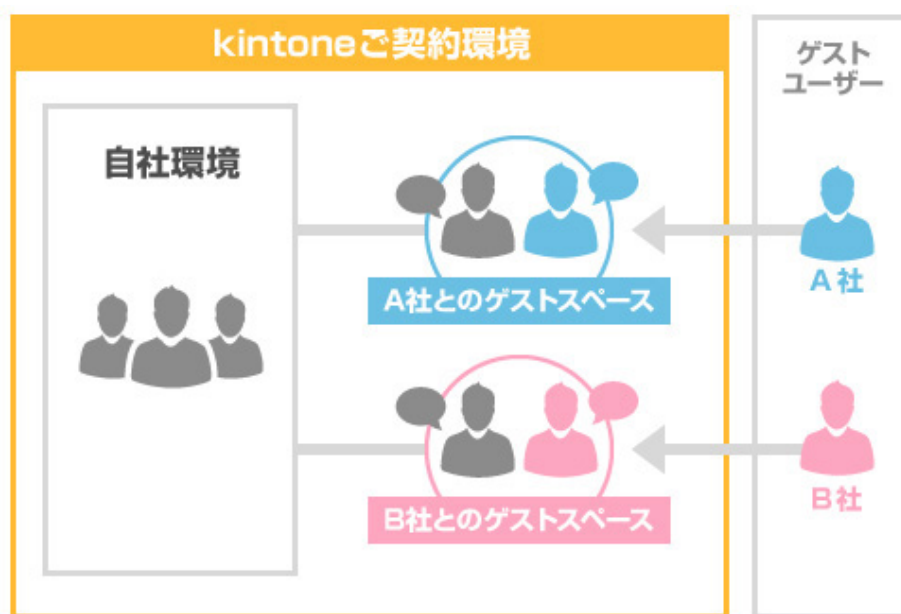 kintoneご契約環境
ゲスト
ユーザー
自社環境
A社とのゲストスペース
A社
B社とのゲストスペース
B社